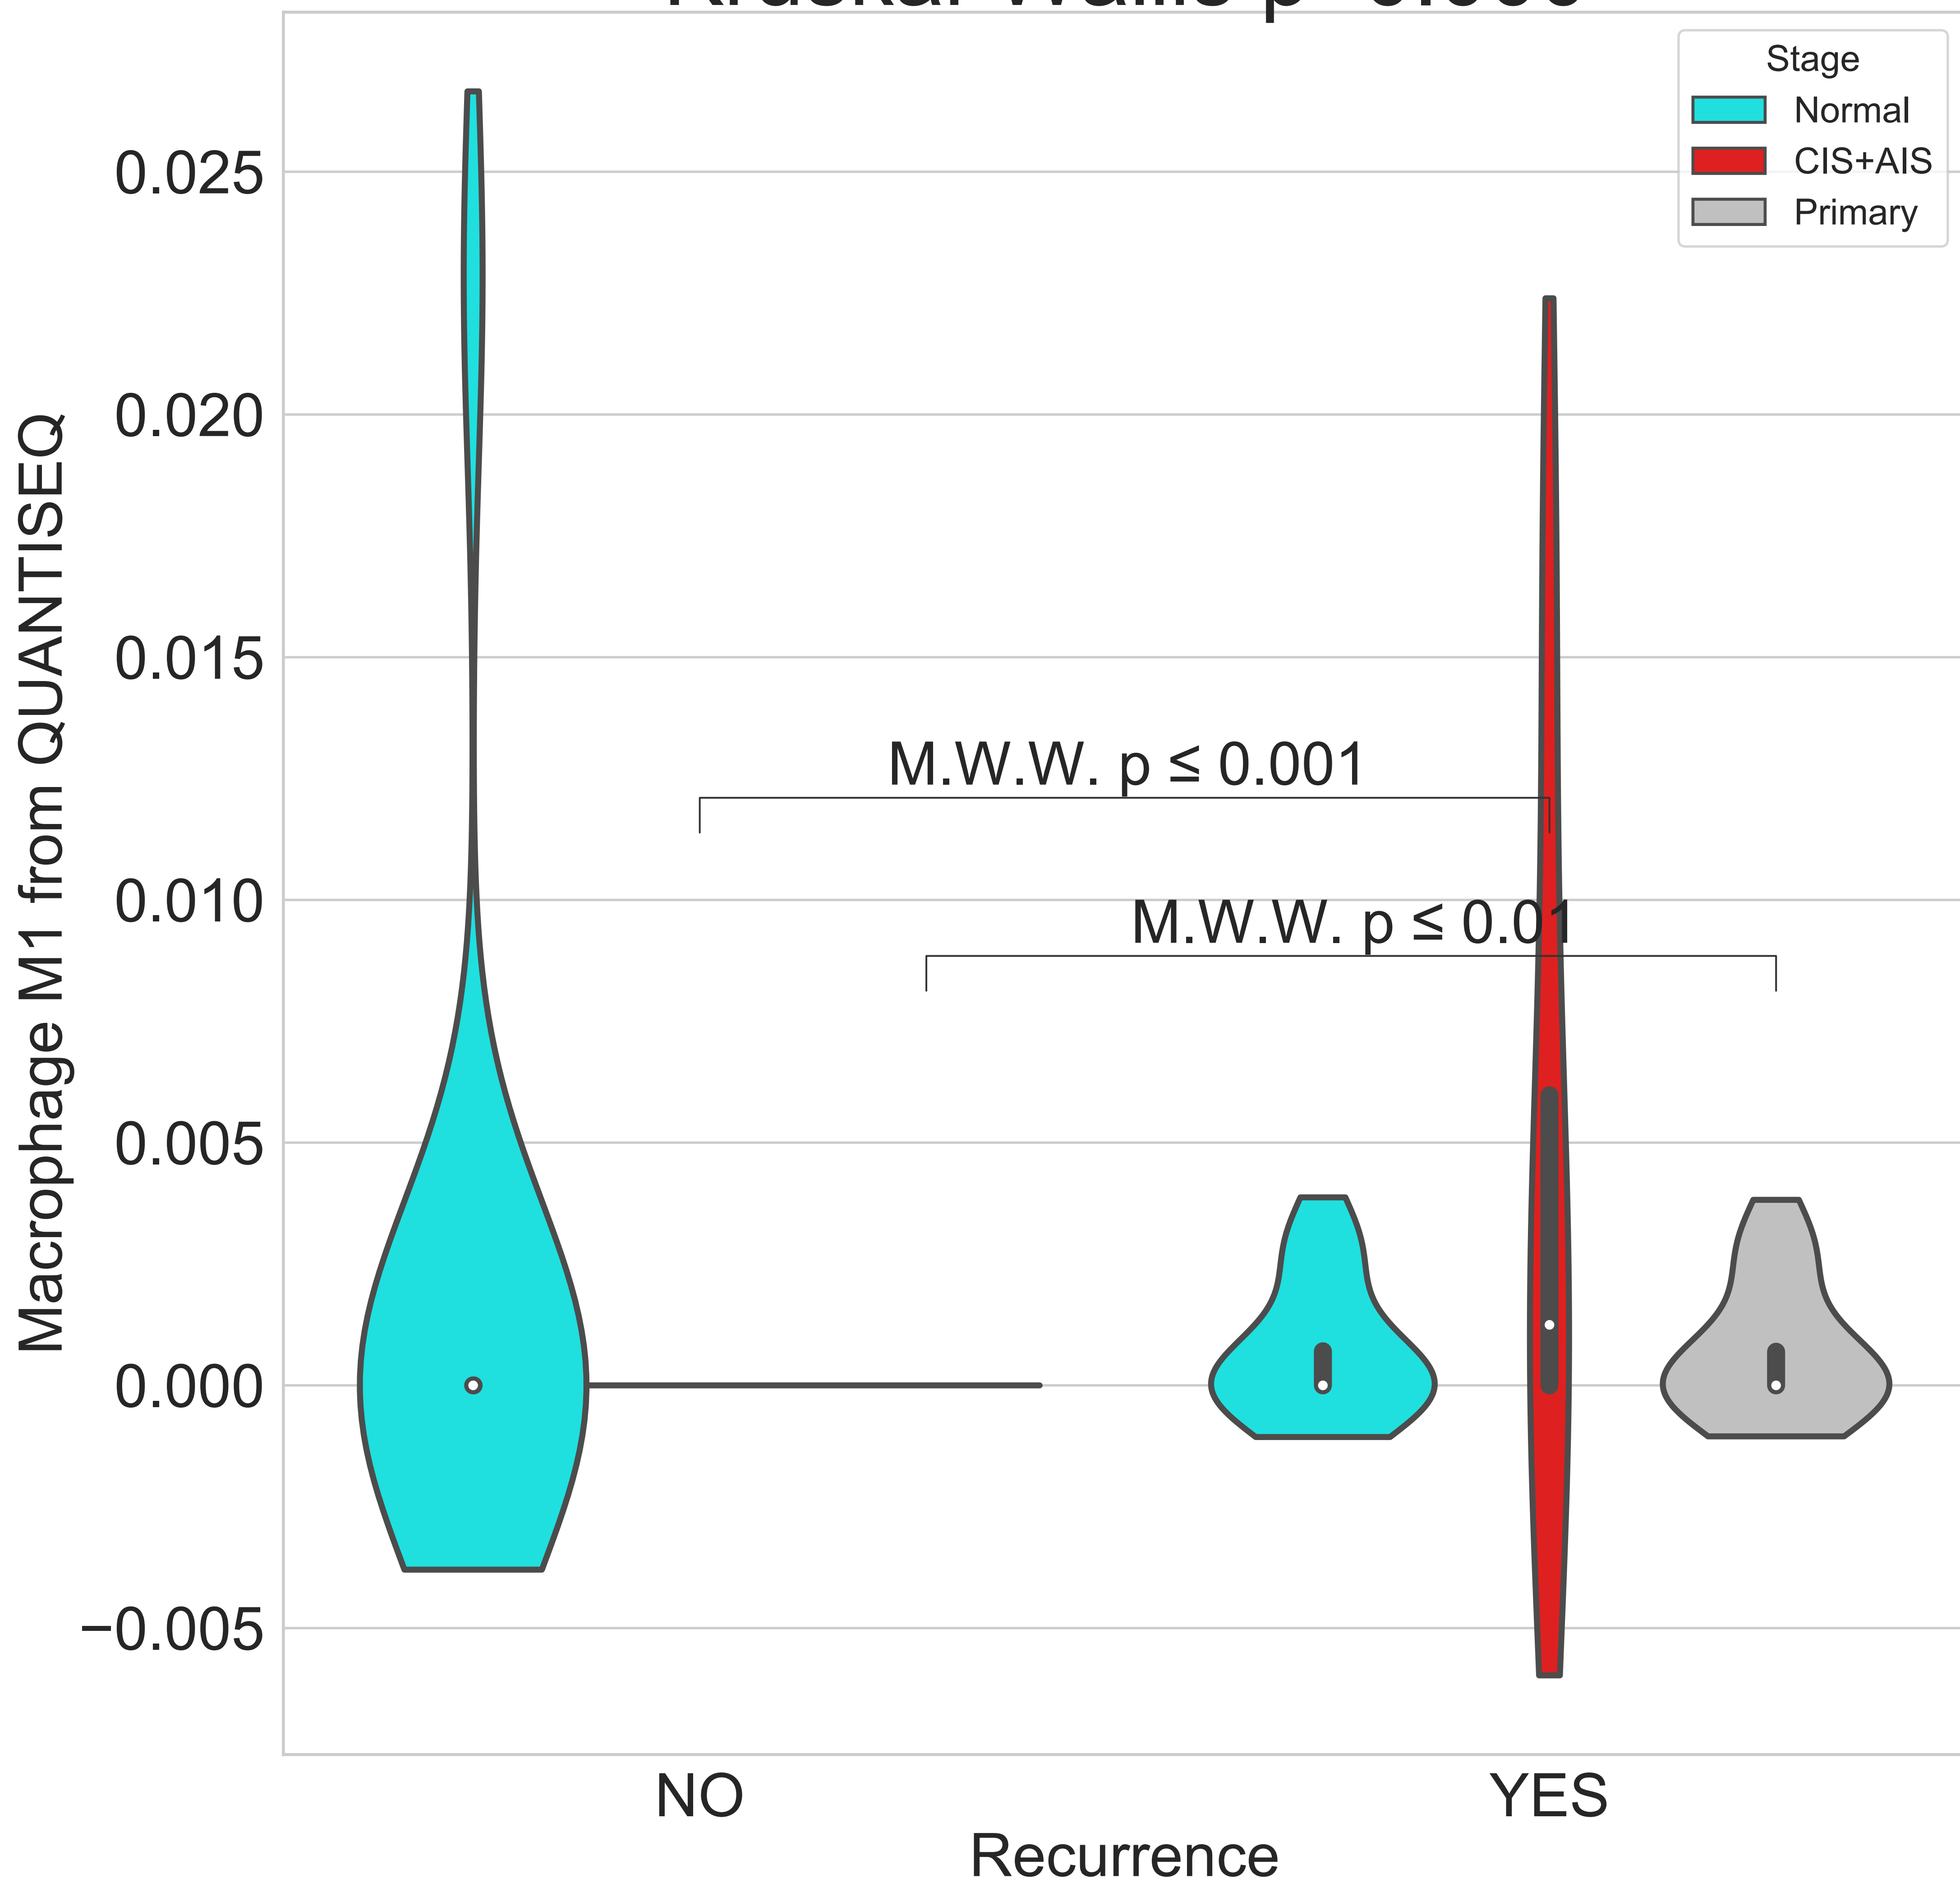 Stage
Normal
CIS+AIS
Primary
0.025
0.020
0.015
0.010
0.005
0.000
−0.005
Macrophage M1 from QUANTISEQ
M.W.W. p ≤ 0.001
M.W.W. p ≤ 0.01
NO
YES
Recurrence